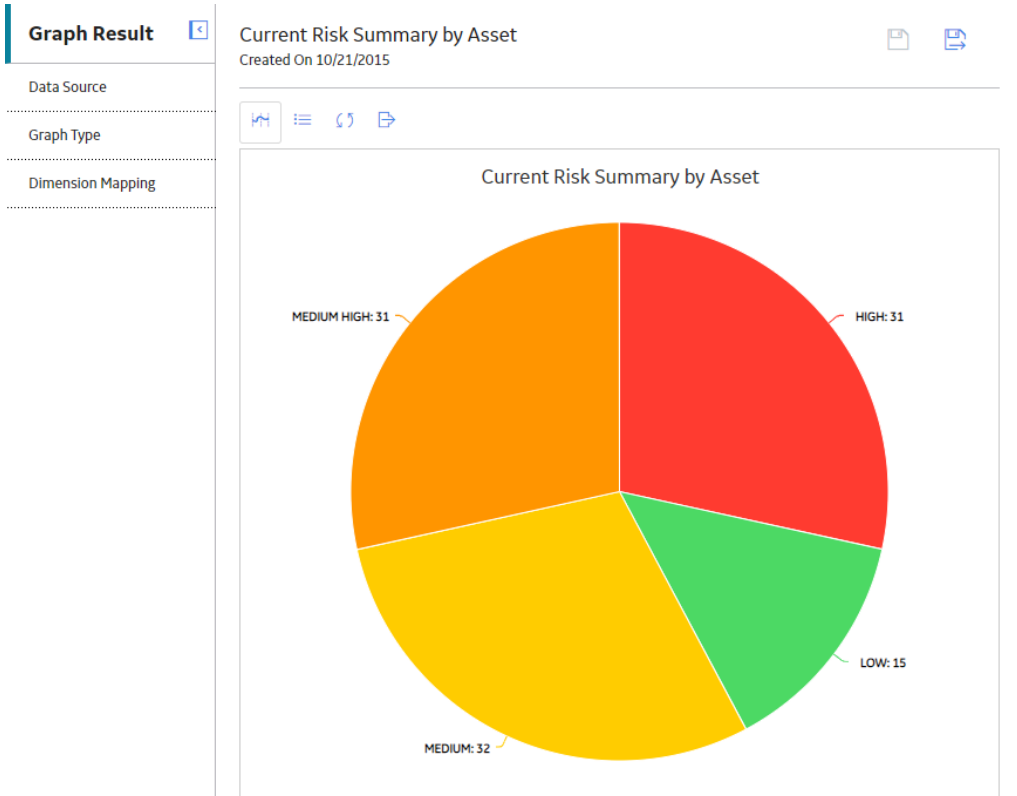 Graph Result
Data Source
Graph Type
Dimension Mapping
Current Risk Summary by Asset
Created On 10/21/2015
Current Risk Summary by Asset
MEDIUM HIGH: 31
HIGH: 31
LOW: 15
MEDIUM: 32